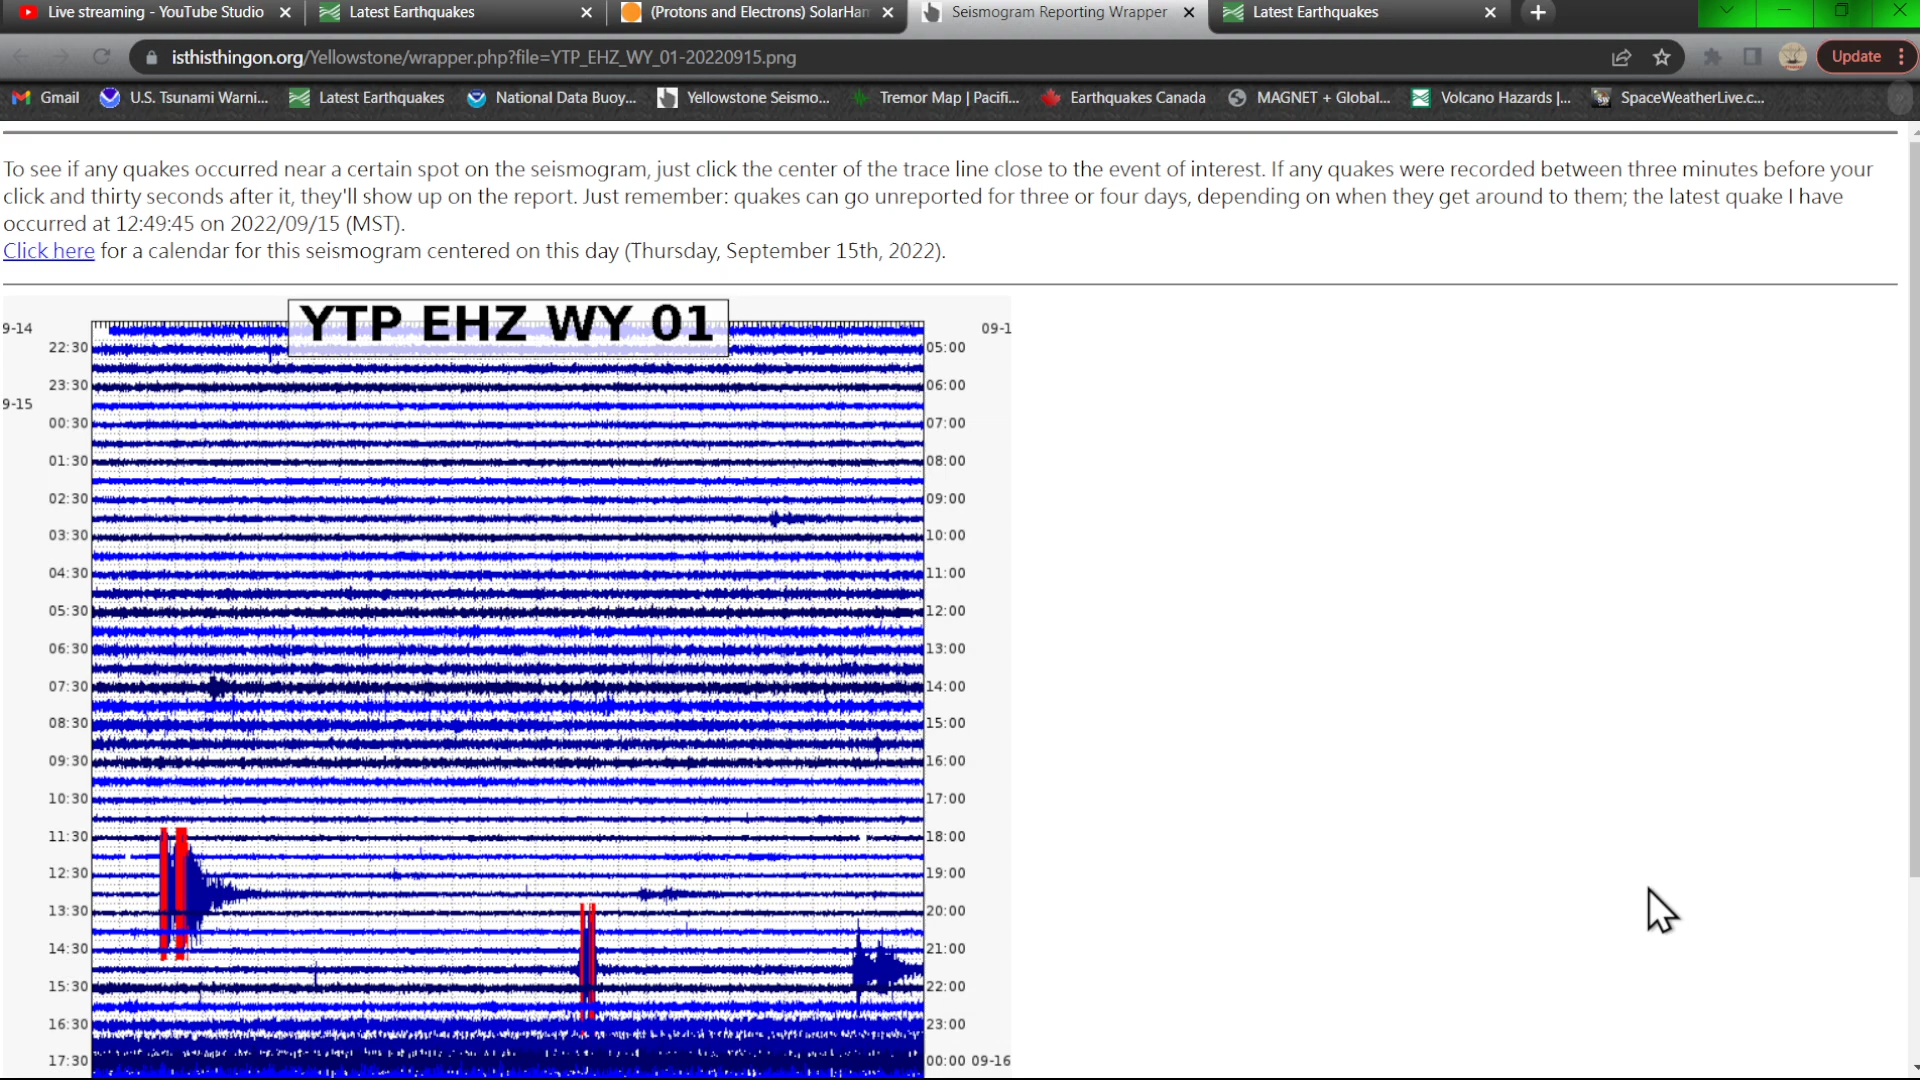 Live streaming - YouTube Studio
Latest Earthquakes
(Protons and Electrons) SolarHam
Seismogram Reporting Wrapper
Latest Earthquakes
isthisthingon.org/Yellowstone/wrapper.php?file=YTP_EHZ_WY_01-20220915.png
Update
Gmail
U.S. Tsunami Warni...
Latest Earthquakes
National Data Buoy...
Yellowstone Seismo...
Tremor Map | Pacifi...
Earthquakes Canada
MAGNET + Global...
Volcano Hazards |...
SpaceWeatherLive.c...
To see if any quakes occurred near a certain spot on the seismogram, just click the center of the trace line close to the event of interest. If any quakes were recorded between three minutes before your
click and thirty seconds after it, they'll show up on the report. Just remember: quakes can go unreported for three or four days, depending on when they get around to them; the latest quake I have
occurred at 12:49:45 on 2022/09/15 (MST).
Click here for a calendar for this seismogram centered on this day (Thursday, September 15th, 2022).
YTP EHZ WY 01
9-14 09-1
22:30 05:00
23:30 06:00
9-15
00:30 07:00
01:30 08:00
02:30 09:00
03:30 10:00
04:30 11:00
05:30 12:00
06:30 13:00
07:30 14:00
08:30 15:00
09:30 16:00
10:30 17:00
11:30 18:00
12:30 19:00
13:30 20:00
14:30 21:00
15:30 22:00
16:30 23:00
17:30 00:00 09-16